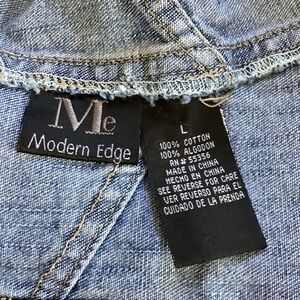 Me
Modern Edge
L
100% COTTON
100% ALGODON
RN# 55356
MADE IN CHINA
HECHO EN CHINA
SEE REVERSE FOR CARE
VER REVERSO PARA EL
CUIDADO DE LA PRENDA